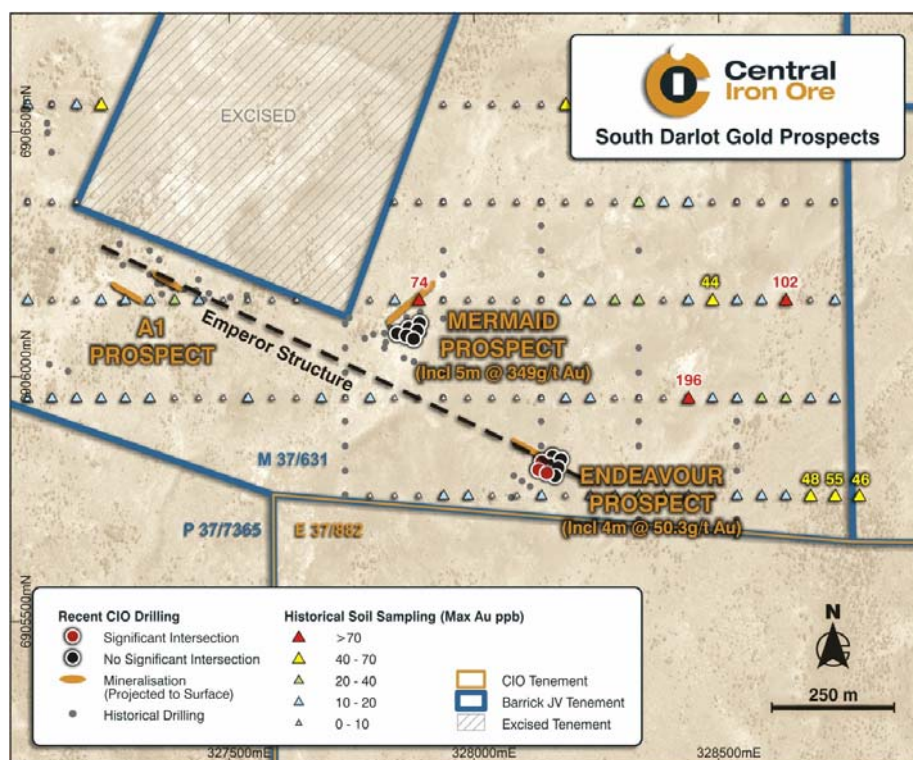 Central
Iron Ore
South Darlot Gold Prospects
EXCISED
6906500mN
74
44
102
A1
PROSPECT
Emperor Structure
MERMAID
PROSPECT
(Incl 5m @ 349g/t Au)
6906000mN
196
M 37/631
ENDEAVOUR
PROSPECT
(Incl 4m @ 50.3g/t Au)
48 55 46
P 37/7365
E 37/882
6905500mN
Recent CIO Drilling
Significant Intersection
No Significant Intersection
Mineralisation
(Projected to Surface)
Historical Drilling
Historical Soil Sampling (Max Au ppb)
>70
40 - 70
20 - 40
10 - 20
0 - 10
CIO Tenement
Barrick JV Tenement
Excised Tenement
N
250 m
327500mE
328000mE
328500mE